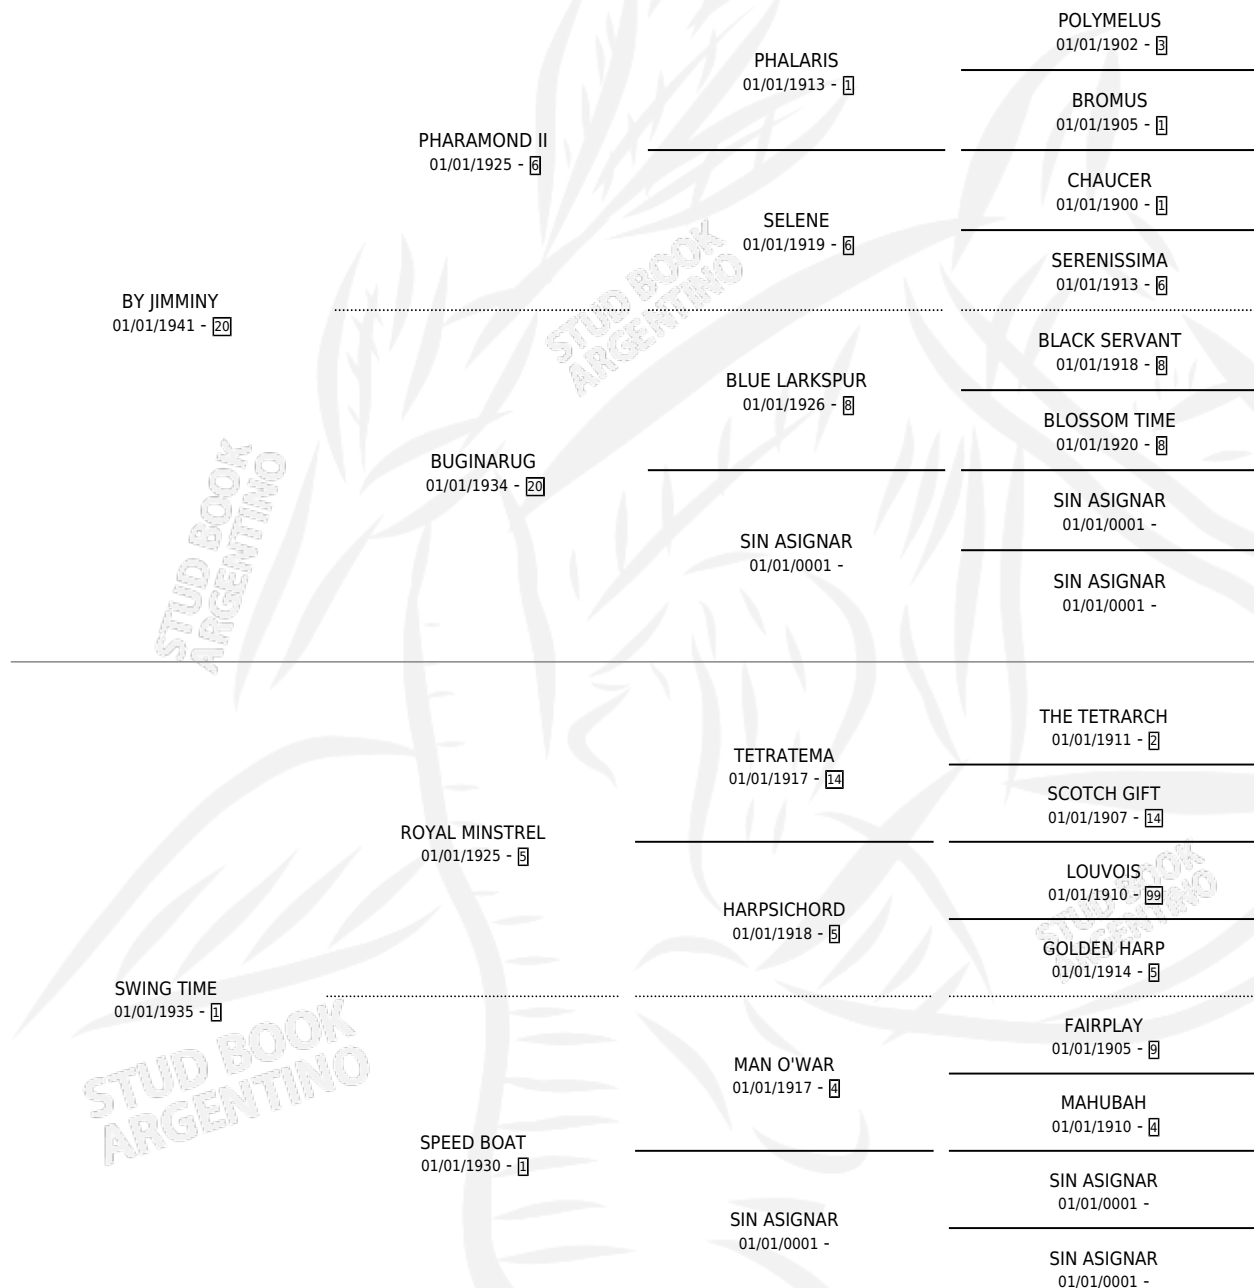 POLYMELUS
01/01/1902 - 3
PHALARIS
01/01/1913 - 1
BROMUS
01/01/1905 - 1
PHARAMOND II
01/01/1925 - 6
CHAUCER
01/01/1900 - 1
SELENE
01/01/1919 - 6
SERENISSIMA
01/01/1913 - 6
STUD BOOK
ARGENTINO
BY JIMMINY
01/01/1941 - 20
BLACK SERVANT
01/01/1918 - 8
BLUE LARKSPUR
01/01/1926 - 8
BLOSSOM TIME
01/01/1920 - 8
BUGINARUG
01/01/1934 - 20
SIN ASIGNAR
01/01/0001 -
SIN ASIGNAR
01/01/0001 -
SIN ASIGNAR
01/01/0001 -
STUD BOOK
ARGENTINO
THE TETRARCH
01/01/1911 - 2
TETRATEMA
01/01/1917 - 14
SCOTCH GIFT
01/01/1907 - 14
ROYAL MINSTREL
01/01/1925 - 5
LOUVOIS
01/01/1910 - 99
HARPSICHORD
01/01/1918 - 5
GOLDEN HARP
01/01/1914 - 5
STUD BOOK
ARGENTINO
SWING TIME
01/01/1935 - 1
FAIRPLAY
01/01/1905 - 9
MAN O'WAR
01/01/1917 - 4
MAHUBAH
01/01/1910 - 4
STUD BOOK
ARGENTINO
SPEED BOAT
01/01/1930 - 1
SIN ASIGNAR
01/01/0001 -
SIN ASIGNAR
01/01/0001 -
SIN ASIGNAR
01/01/0001 -